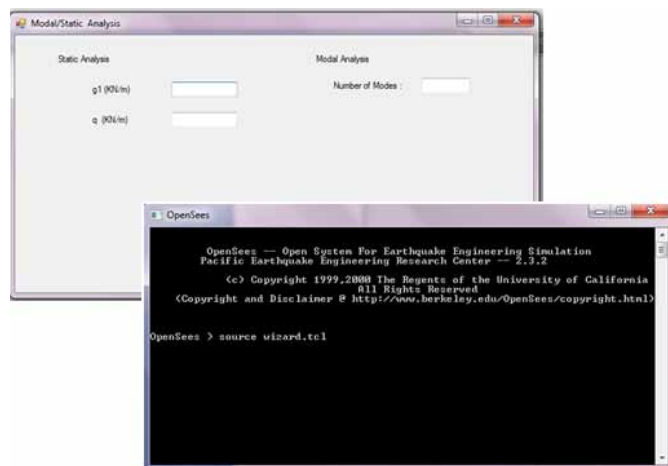 Modal/Static Analysis
Static Analysis
Modal Analysis
g1 (KN/m)
Number of Modes :
q (KN/m)
OpenSees
OpenSees -- Open System For Earthquake Engineering Simulation
Pacific Earthquake Engineering Research Center -- 2.3.2
(c) Copyright 1999,2000 The Regents of the University of California
All Rights Reserved
(Copyright and Disclaimer @ http://www.berkeley.edu/OpenSees/copyright.html)
OpenSees > source wizard.tcl